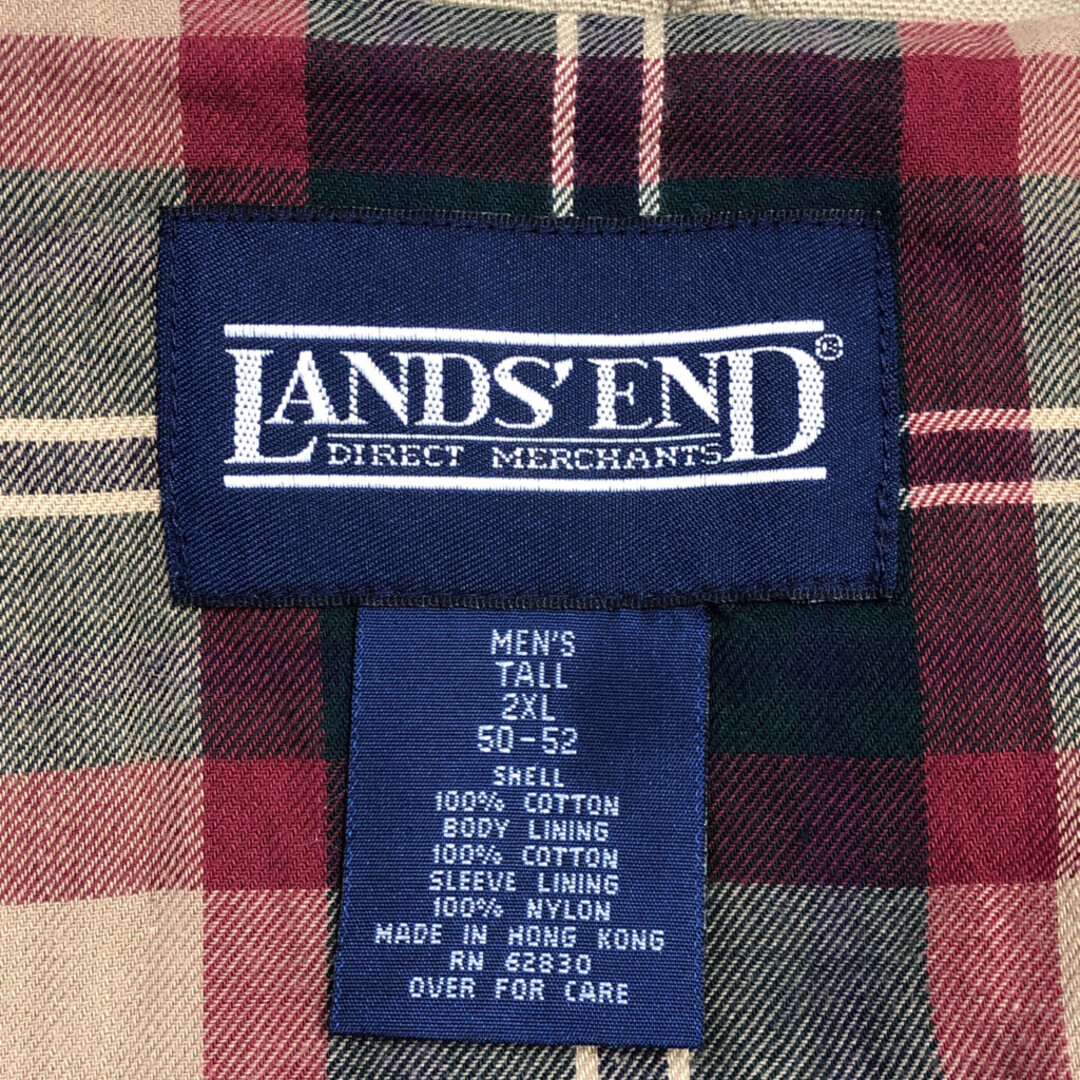 LANDS' END®
DIRECT MERCHANTS
MEN'S
TALL
2XL
50-52
SHELL
100% COTTON
BODY LINING
100% COTTON
SLEEVE LINING
100% NYLON
MADE IN HONG KONG
RN 62830
OVER FOR CARE